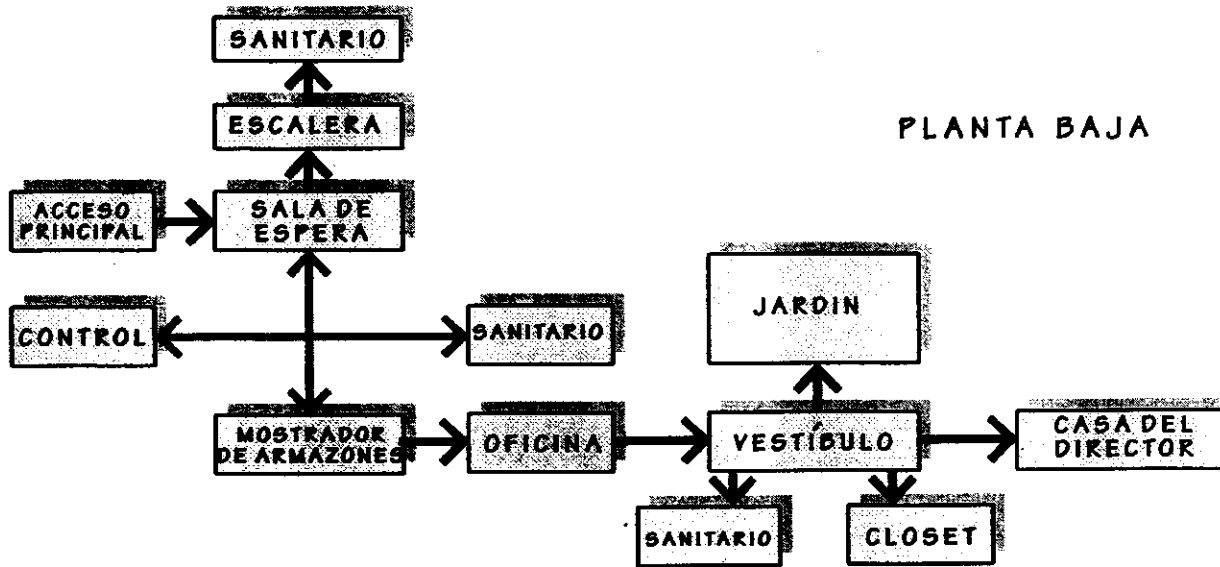 SANITARIO
ESCALERA
PLANTA BAJA
ACCESO
PRINCIPAL
SALA DE
ESPERA
JARDIN
CONTROL
SANITARIO
MOSTRADOR
DE ARMAZONES
OFICINA
VESTÍBULO
CASA DEL
DIRECTOR
SANITARIO
CLOSET